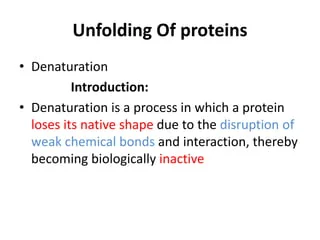 Unfolding Of proteins
• Denaturation
Introduction:
• Denaturation is a process in which a protein
loses its native shape due to the disruption of
weak chemical bonds and interaction, thereby
becoming biologically inactive